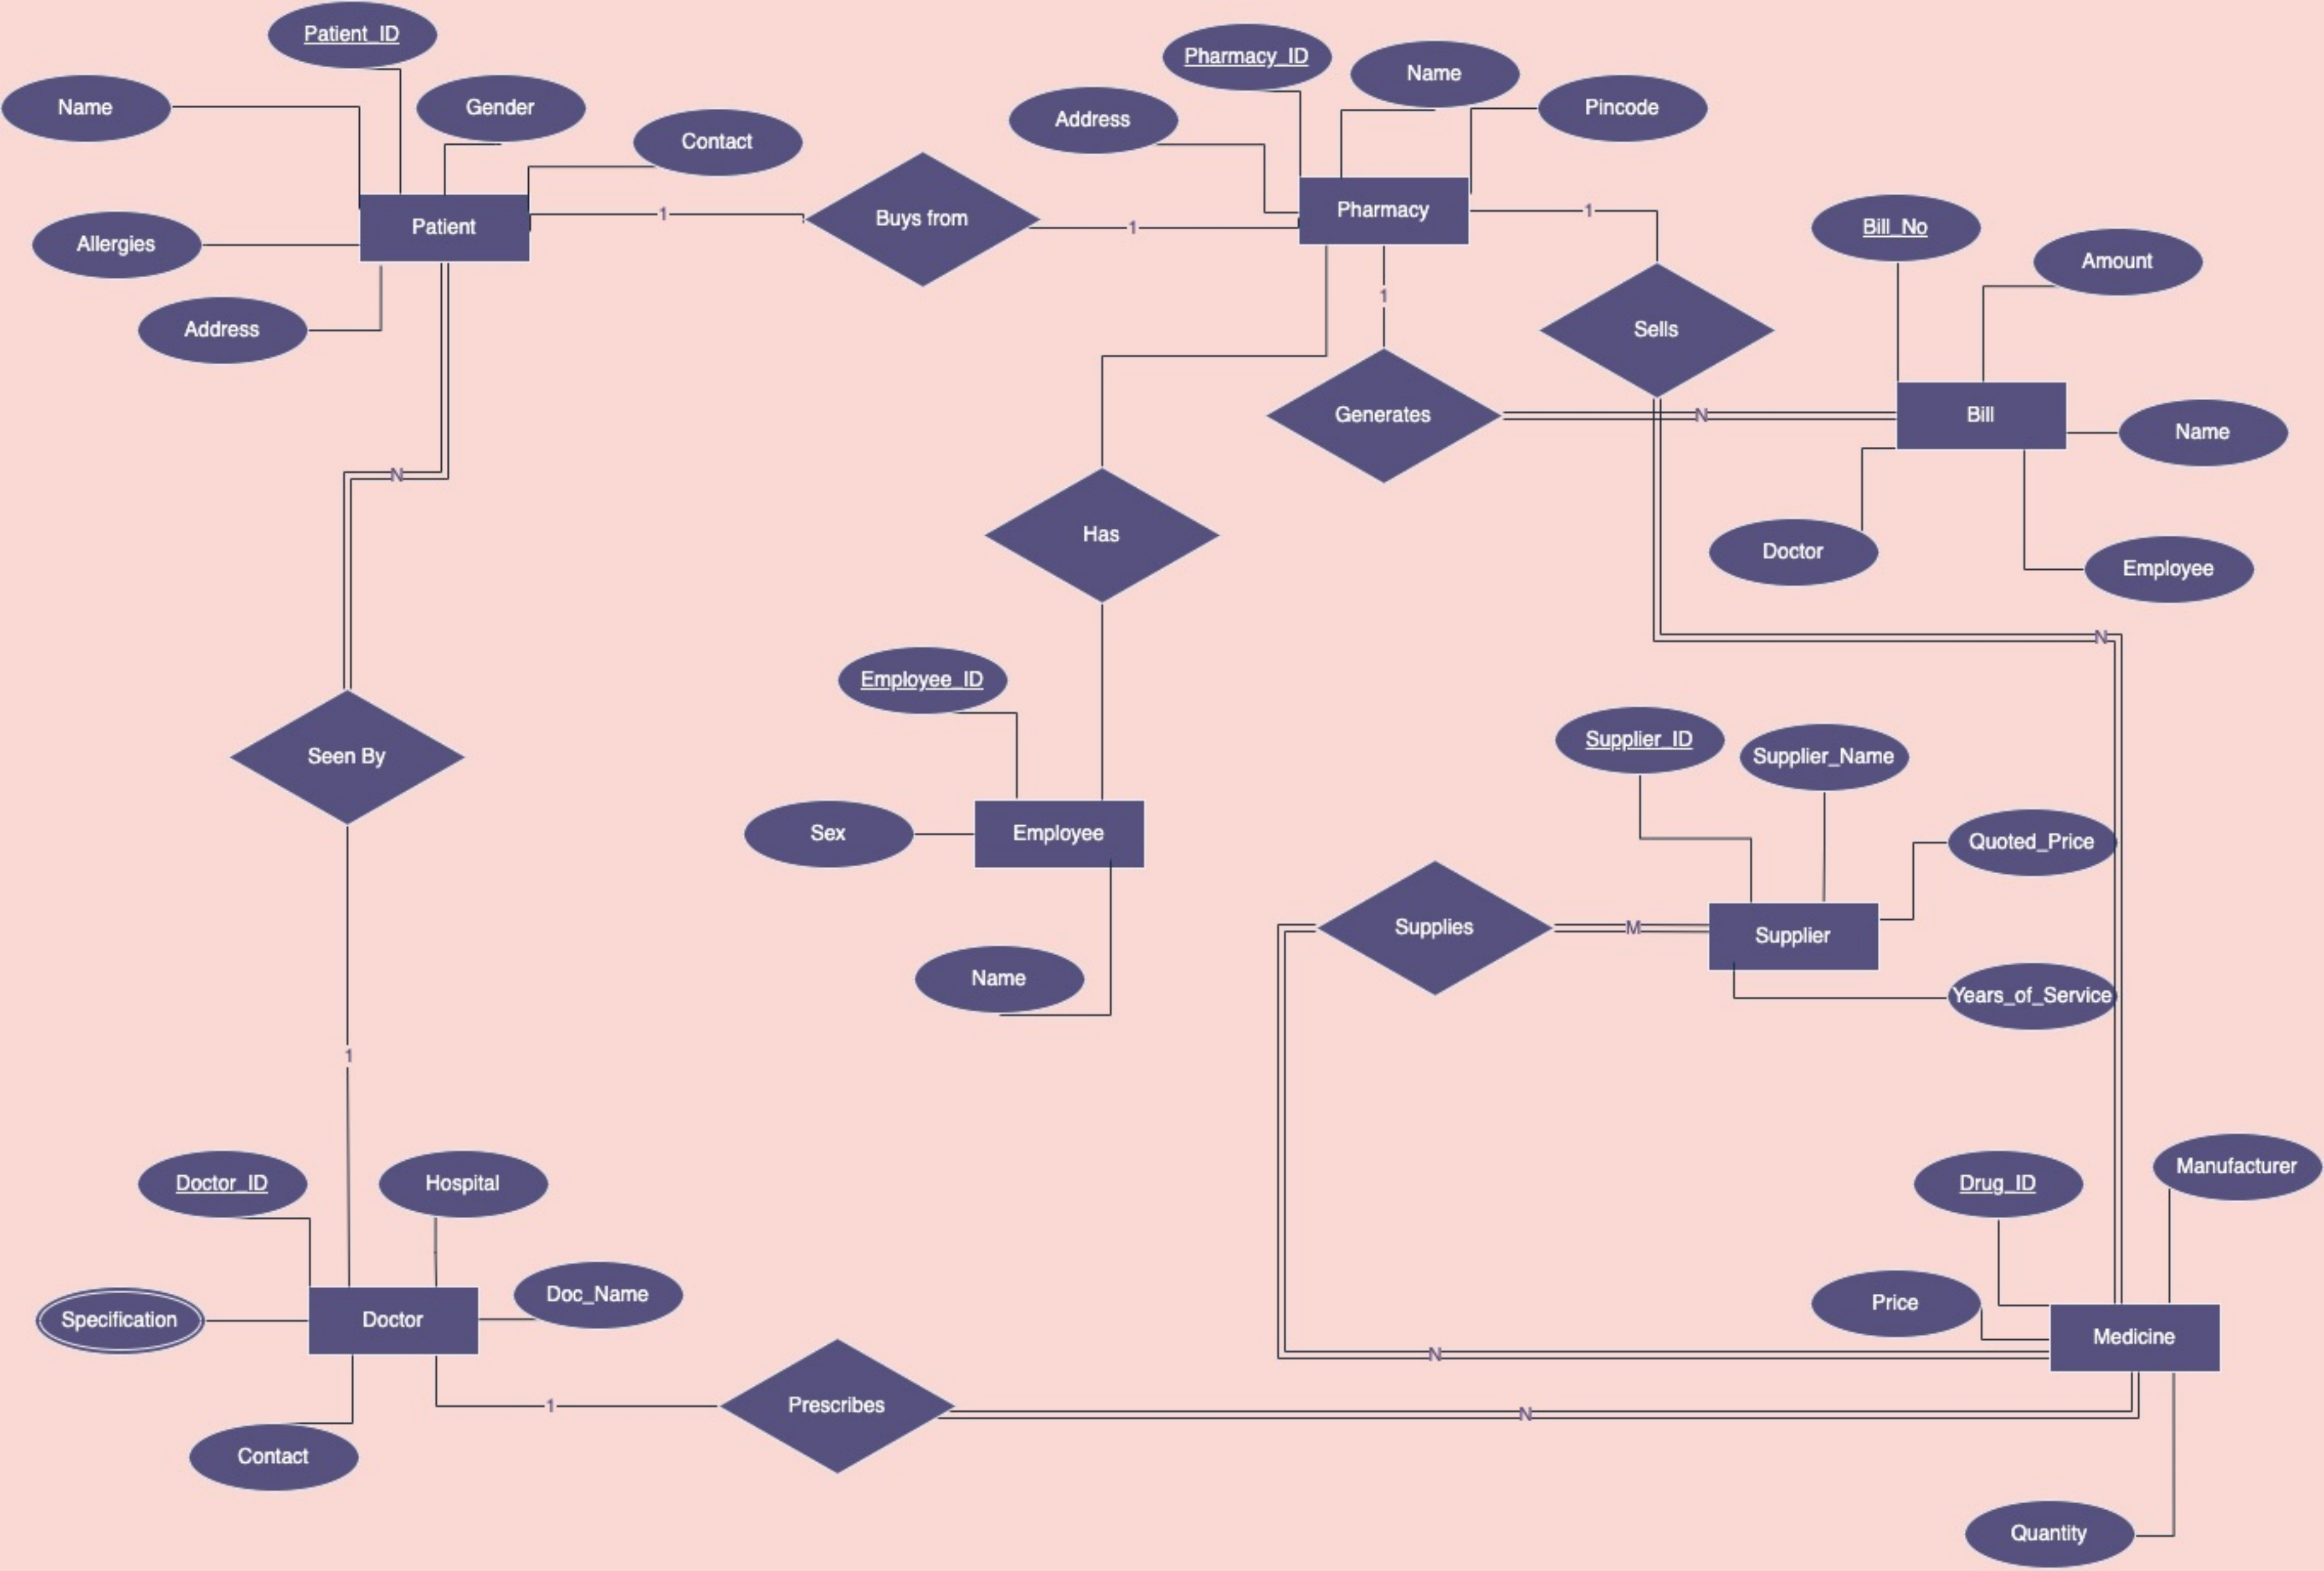 Patient_ID
Name
Gender
Contact
Allergies
Patient
Address
1
Buys from
1
Pharmacy_ID
Name
Address
Pincode
Pharmacy
1
1
Sells
Generates
N
Bill_No
Amount
Bill
Name
Doctor
Employee
N
N
Has
Employee_ID
Sex
Employee
Name
Seen By
1
Supplier_ID
Supplier_Name
Quoted_Price
Supplies
M
Supplier
Years_of_Service
Doctor_ID
Hospital
Specification
Doctor
Doc_Name
Contact
1
Prescribes
N
N
Drug_ID
Manufacturer
Price
Medicine
Quantity